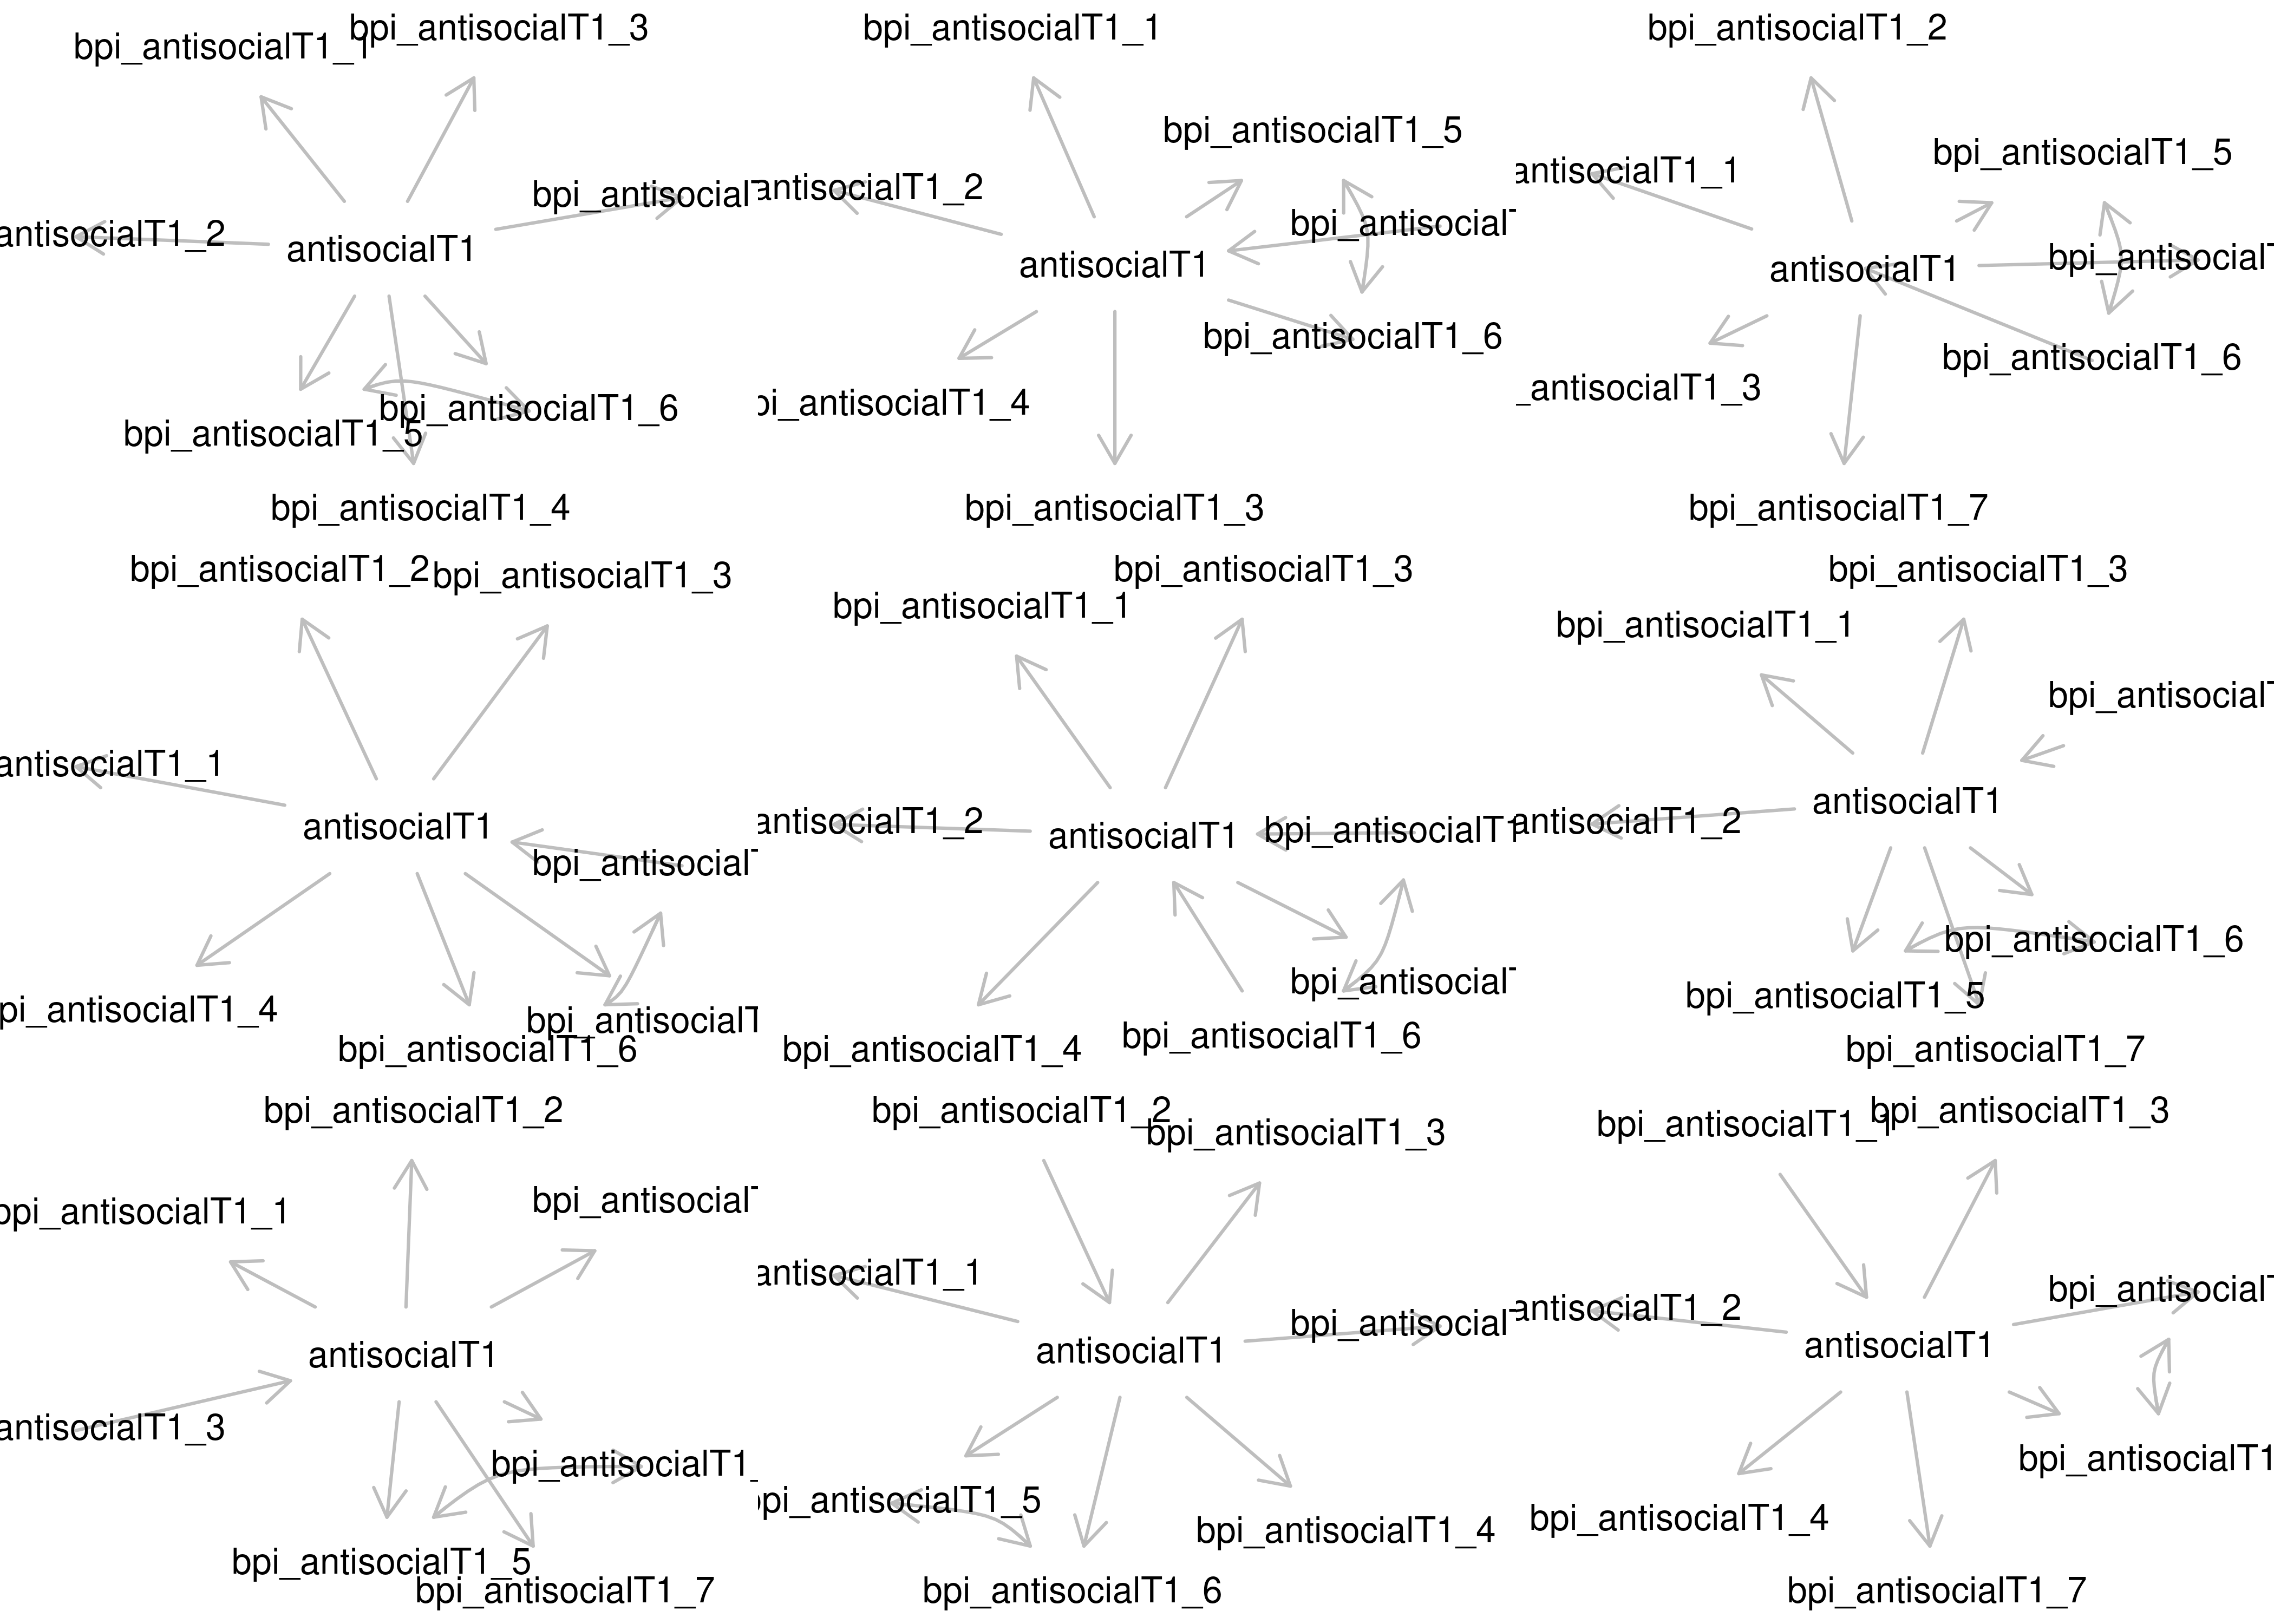 bpi_antisocialT1_1
bpi_antisocialT1_3
bpi_antisocial
antisocialT1_2
antisocialT1
bpi_antisocialT1_5
bpi_antisocialT1_6
bpi_antisocialT1_4
bpi_antisocialT1_1
bpi_antisocialT1_5
antisocialT1_2
bpi_antisocial
antisocialT1
bpi_antisocialT1_6
pi_antisocialT1_4
bpi_antisocialT1_3
bpi_antisocialT1_2
bpi_antisocialT1_5
antisocialT1_1
bpi_antisocial
antisocialT1
bpi_antisocialT1_6
_antisocialT1_3
bpi_antisocialT1_7
bpi_antisocialT1_2
bpi_antisocialT1_3
antisocialT1_1
antisocialT1
bpi_antisocial
pi_antisocialT1_4
bpi_antisocialT
bpi_antisocialT1_6
bpi_antisocialT1_3
bpi_antisocialT1_1
antisocialT1_2
antisocialT1
bpi_antisocialT1
bpi_antisocial
bpi_antisocialT1_6
bpi_antisocialT1_4
bpi_antisocialT1_3
bpi_antisocialT1_1
bpi_antisocial
antisocialT1
antisocialT1_2
bpi_antisocialT1_6
bpi_antisocialT1_5
bpi_antisocialT1_7
bpi_antisocialT1_2
bpi_antisocialT1_1
bpi_antisocial
antisocialT1
antisocialT1_3
bpi_antisocialT1_
bpi_antisocialT1_5
bpi_antisocialT1_7
bpi_antisocialT1_2
bpi_antisocialT1_3
antisocialT1_1
bpi_antisocial
antisocialT1
bpi_antisocialT1_5
bpi_antisocialT1_4
bpi_antisocialT1_6
bpi_antisocialT1_1
bpi_antisocialT1_3
bpi_antisocial
antisocialT1_2
antisocialT1
bpi_antisocialT1
bpi_antisocialT1_4
bpi_antisocialT1_7